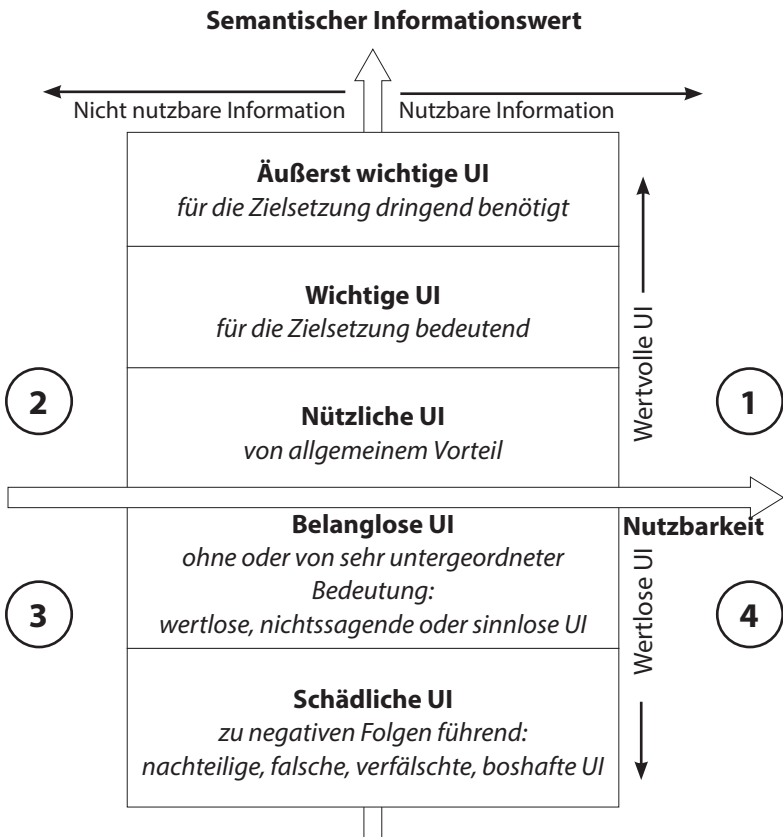 Semantischer Informationswert
Nicht nutzbare Information
Nutzbare Information
Äußerst wichtige UI
für die Zielsetzung dringend benötigt
Wichtige UI
für die Zielsetzung bedeutend
Wertvolle UI
2
1
Nützliche UI
von allgemeinem Vorteil
Nutzbarkeit
Belanglose UI
ohne oder von sehr untergeordneter
Bedeutung:
wertlose, nichtssagende oder sinnlose UI
Wertlose UI
3
4
Schädliche UI
zu negativen Folgen führend:
nachteilige, falsche, verfälschte, boshafte UI